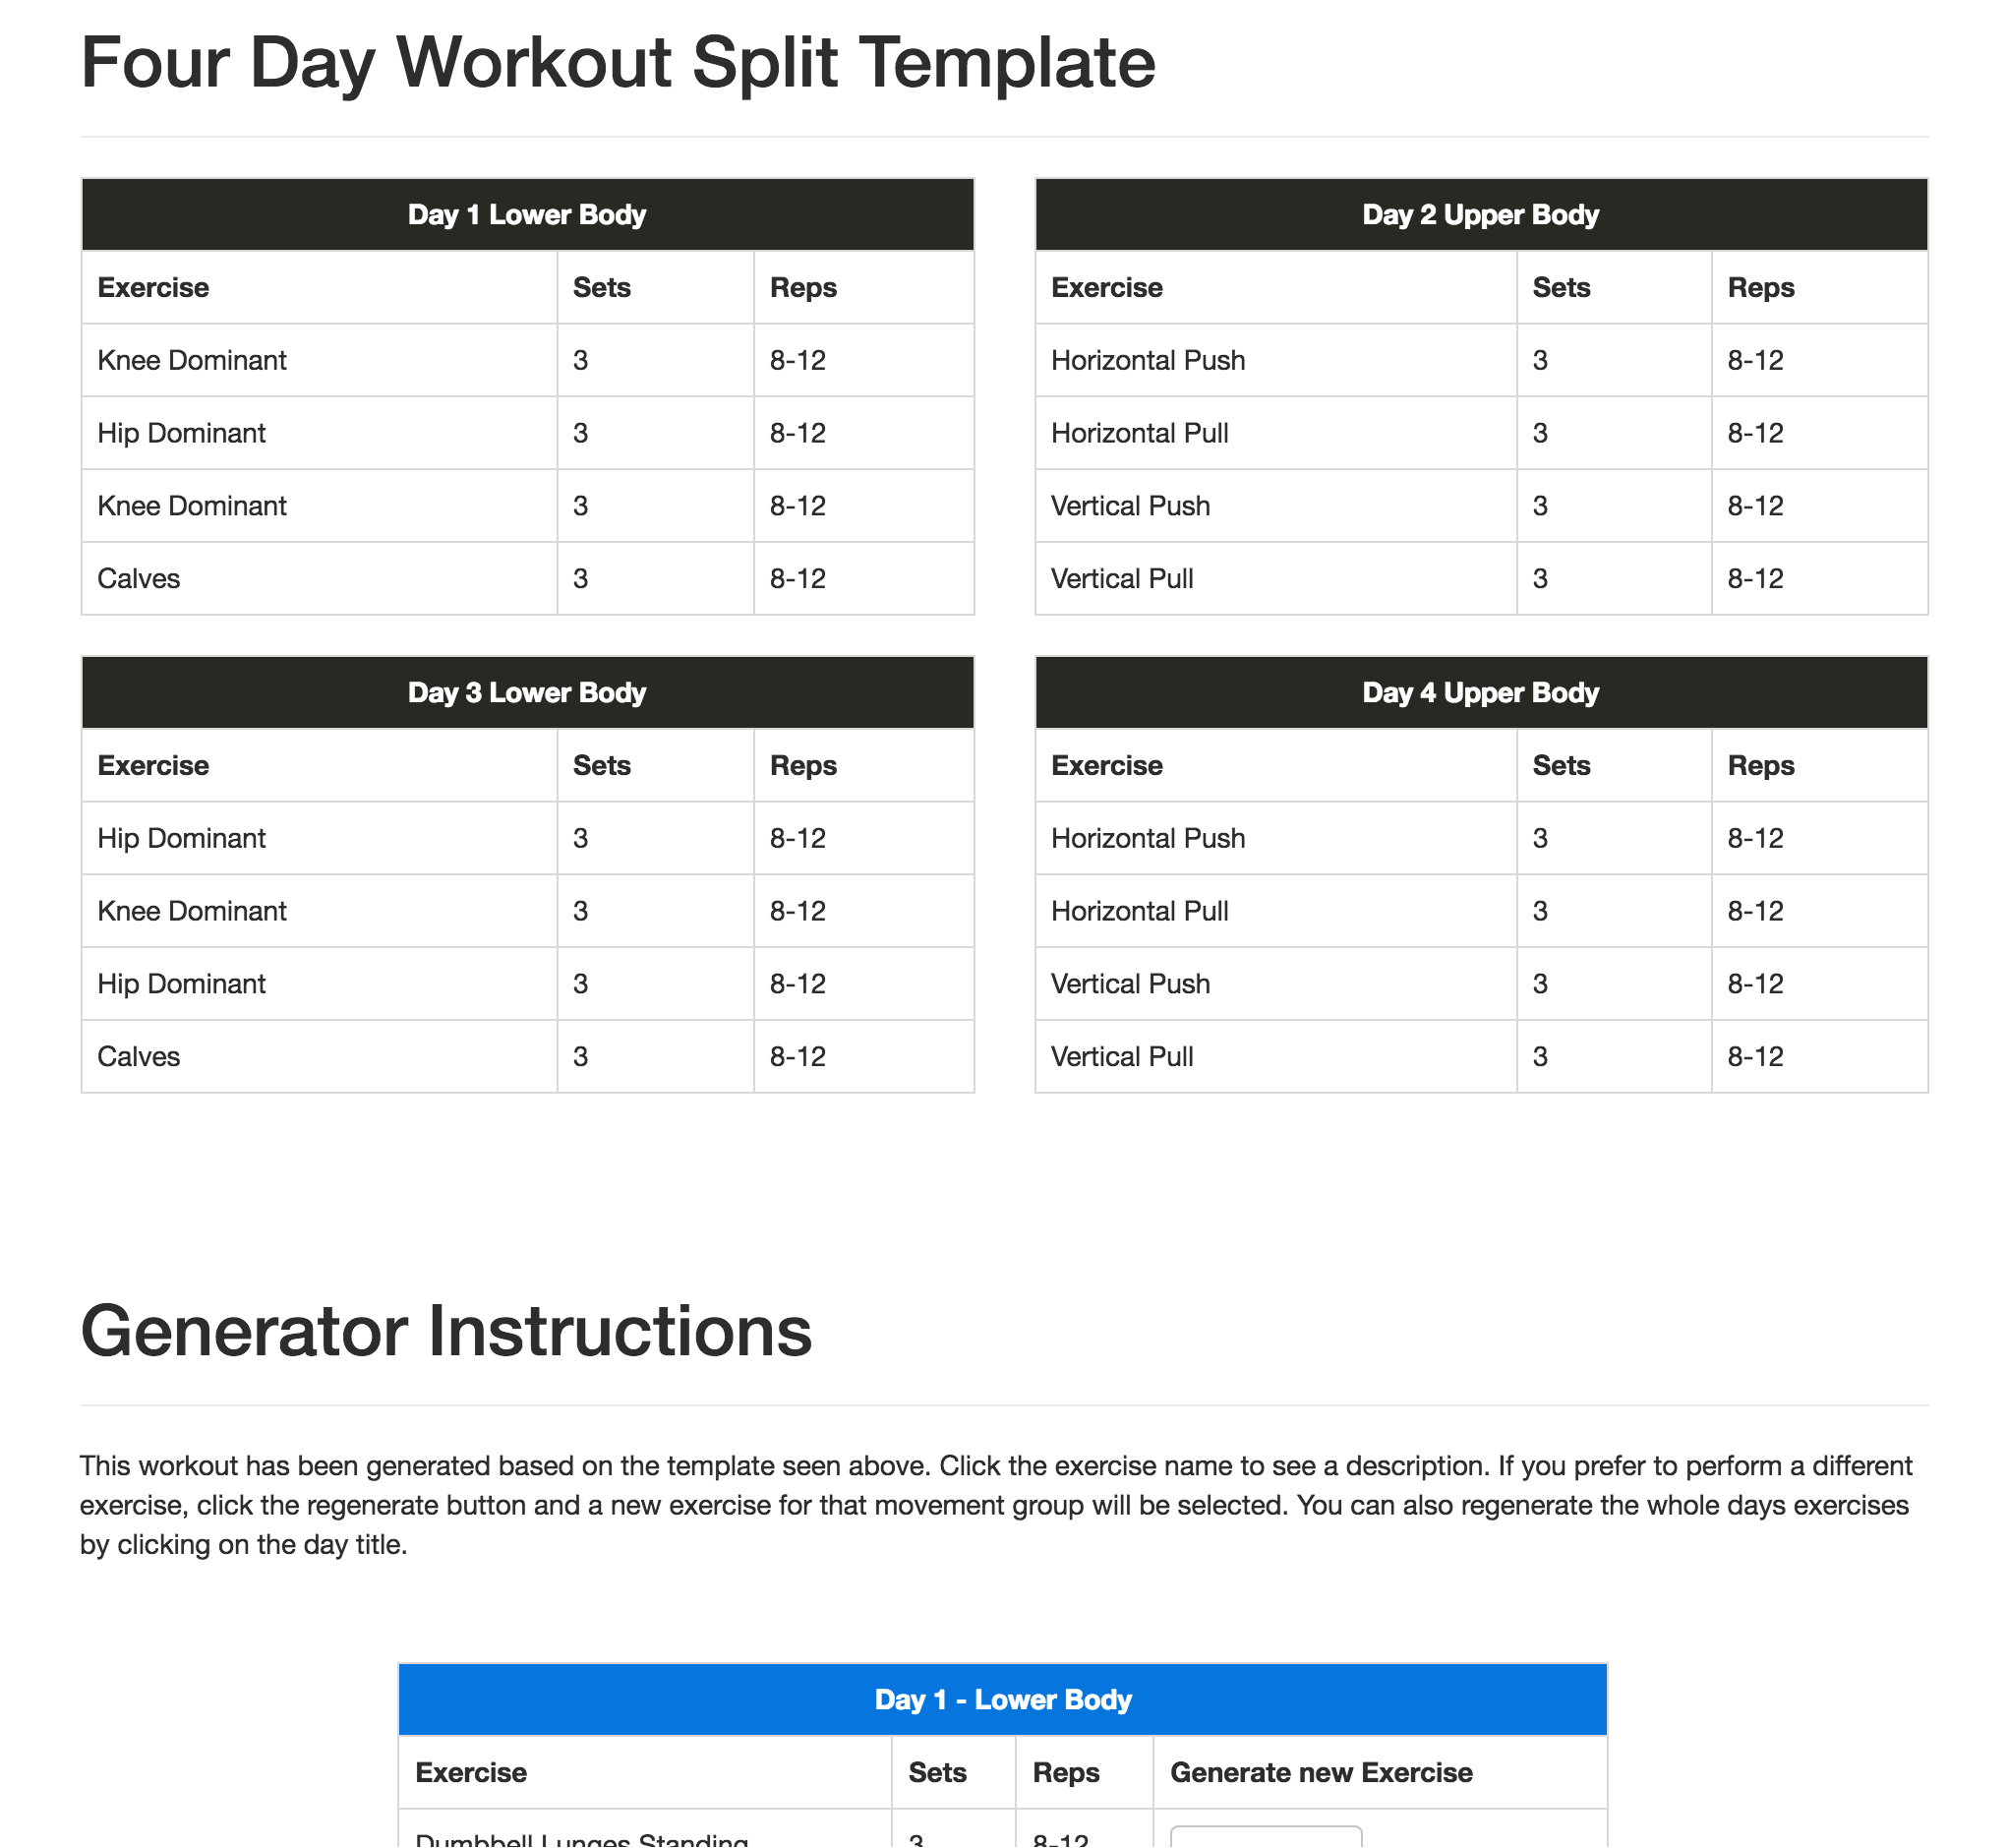 Four Day Workout Split Template
Day 1 Lower Body
Exercise Sets Reps
Knee Dominant 3 8-12
Hip Dominant 3 8-12
Knee Dominant 3 8-12
Calves 3 8-12
Day 2 Upper Body
Exercise Sets Reps
Horizontal Push 3 8-12
Horizontal Pull 3 8-12
Vertical Push 3 8-12
Vertical Pull 3 8-12
Day 3 Lower Body
Exercise Sets Reps
Hip Dominant 3 8-12
Knee Dominant 3 8-12
Hip Dominant 3 8-12
Calves 3 8-12
Day 4 Upper Body
Exercise Sets Reps
Horizontal Push 3 8-12
Horizontal Pull 3 8-12
Vertical Push 3 8-12
Vertical Pull 3 8-12
Generator Instructions
This workout has been generated based on the template seen above. Click the exercise name to see a description. If you prefer to perform a different
exercise, click the regenerate button and a new exercise for that movement group will be selected. You can also regenerate the whole days exercises
by clicking on the day title.
Day 1 - Lower Body
Exercise Sets Reps Generate new Exercise
Dumbbell Lunges Standing 3 8-12